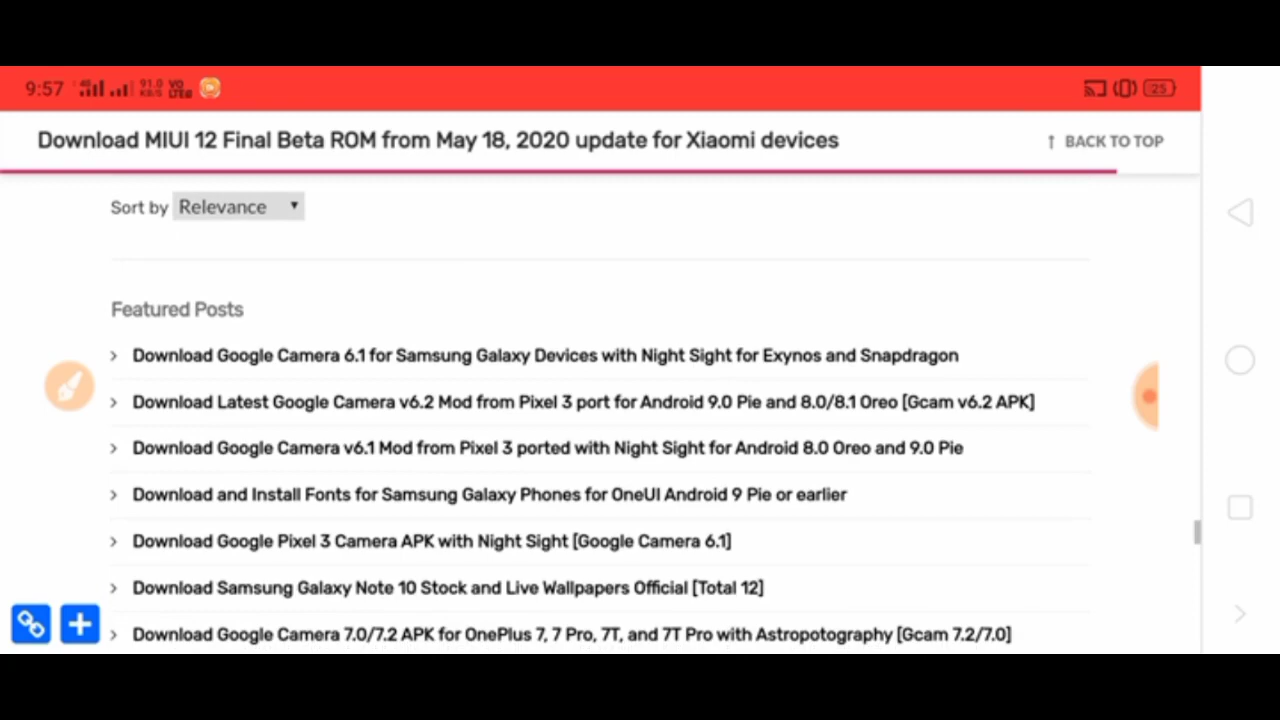 9:57 4G 91.0 KB/S VO LTE 25
Download MIUI 12 Final Beta ROM from May 18, 2020 update for Xiaomi devices
↑ BACK TO TOP
Sort by Relevance
Featured Posts
Download Google Camera 6.1 for Samsung Galaxy Devices with Night Sight for Exynos and Snapdragon
Download Latest Google Camera v6.2 Mod from Pixel 3 port for Android 9.0 Pie and 8.0/8.1 Oreo [Gcam v6.2 APK]
Download Google Camera v6.1 Mod from Pixel 3 ported with Night Sight for Android 8.0 Oreo and 9.0 Pie
Download and Install Fonts for Samsung Galaxy Phones for OneUI Android 9 Pie or earlier
Download Google Pixel 3 Camera APK with Night Sight [Google Camera 6.1]
Download Samsung Galaxy Note 10 Stock and Live Wallpapers Official [Total 12]
Download Google Camera 7.0/7.2 APK for OnePlus 7, 7 Pro, 7T, and 7T Pro with Astropotography [Gcam 7.2/7.0]